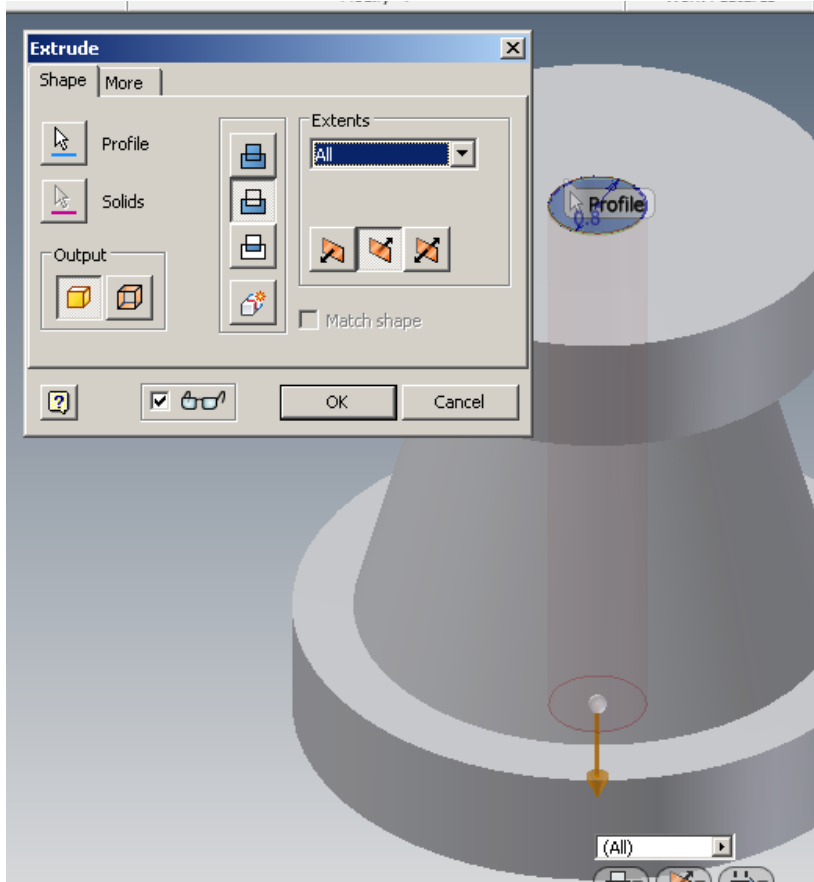 Extrude
Shape More
Profile
Solids
Output
Extents
All
Match shape
OK
Cancel
Profile
0.8
(All)